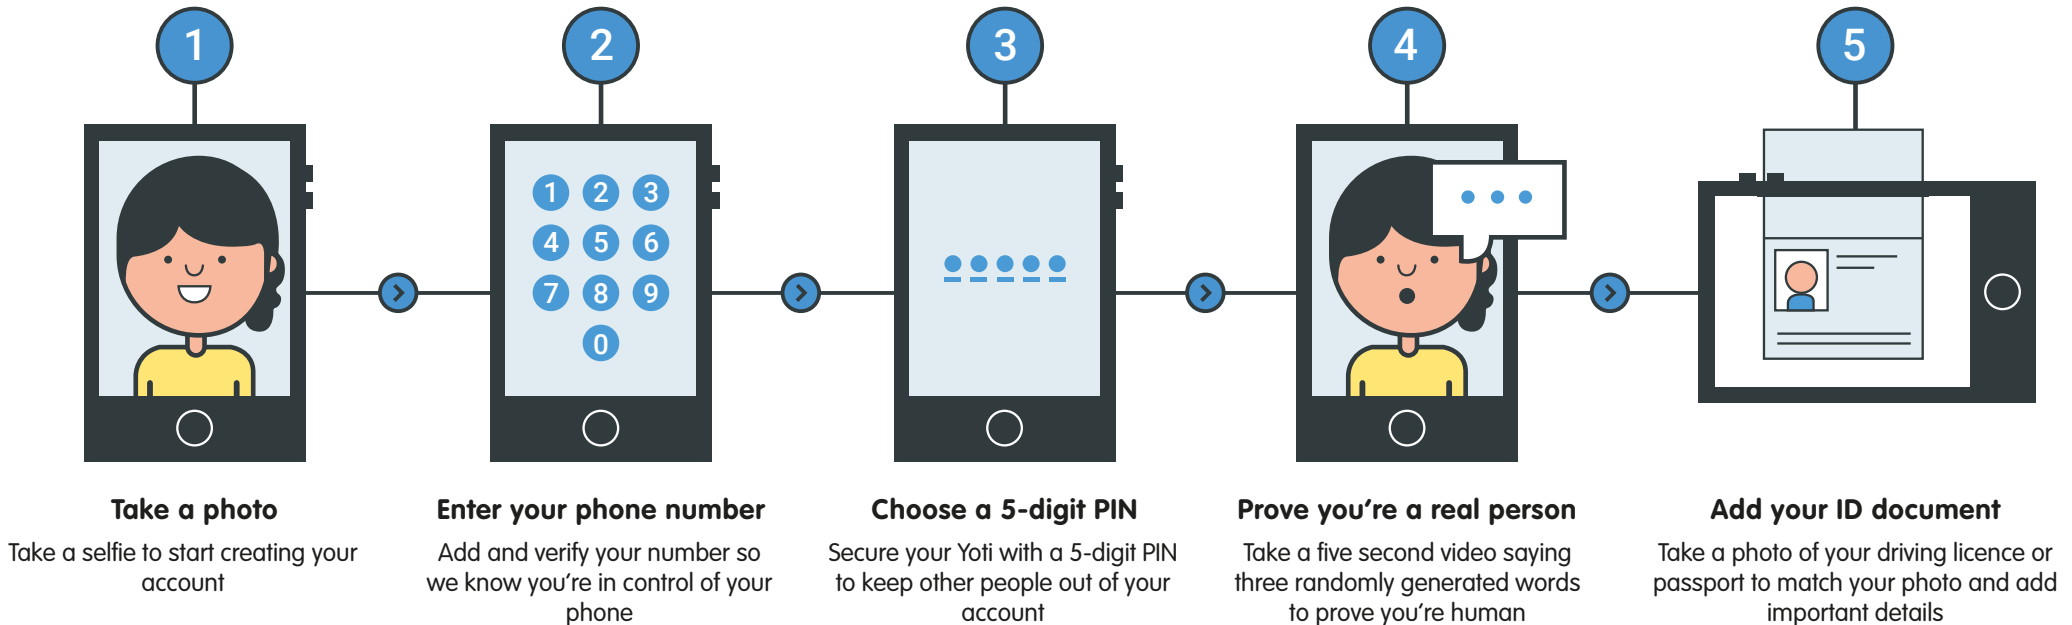 1
2
3
4
5
1 2 3
4 5 6
7 8 9
0
Take a photo
Take a selfie to start creating your
account
Enter your phone number
Add and verify your number so
we know you're in control of your
phone
Choose a 5-digit PIN
Secure your Yoti with a 5-digit PIN
to keep other people out of your
account
Prove you're a real person
Take a five second video saying
three randomly generated words
to prove you're human
Add your ID document
Take a photo of your driving licence or
passport to match your photo and add
important details